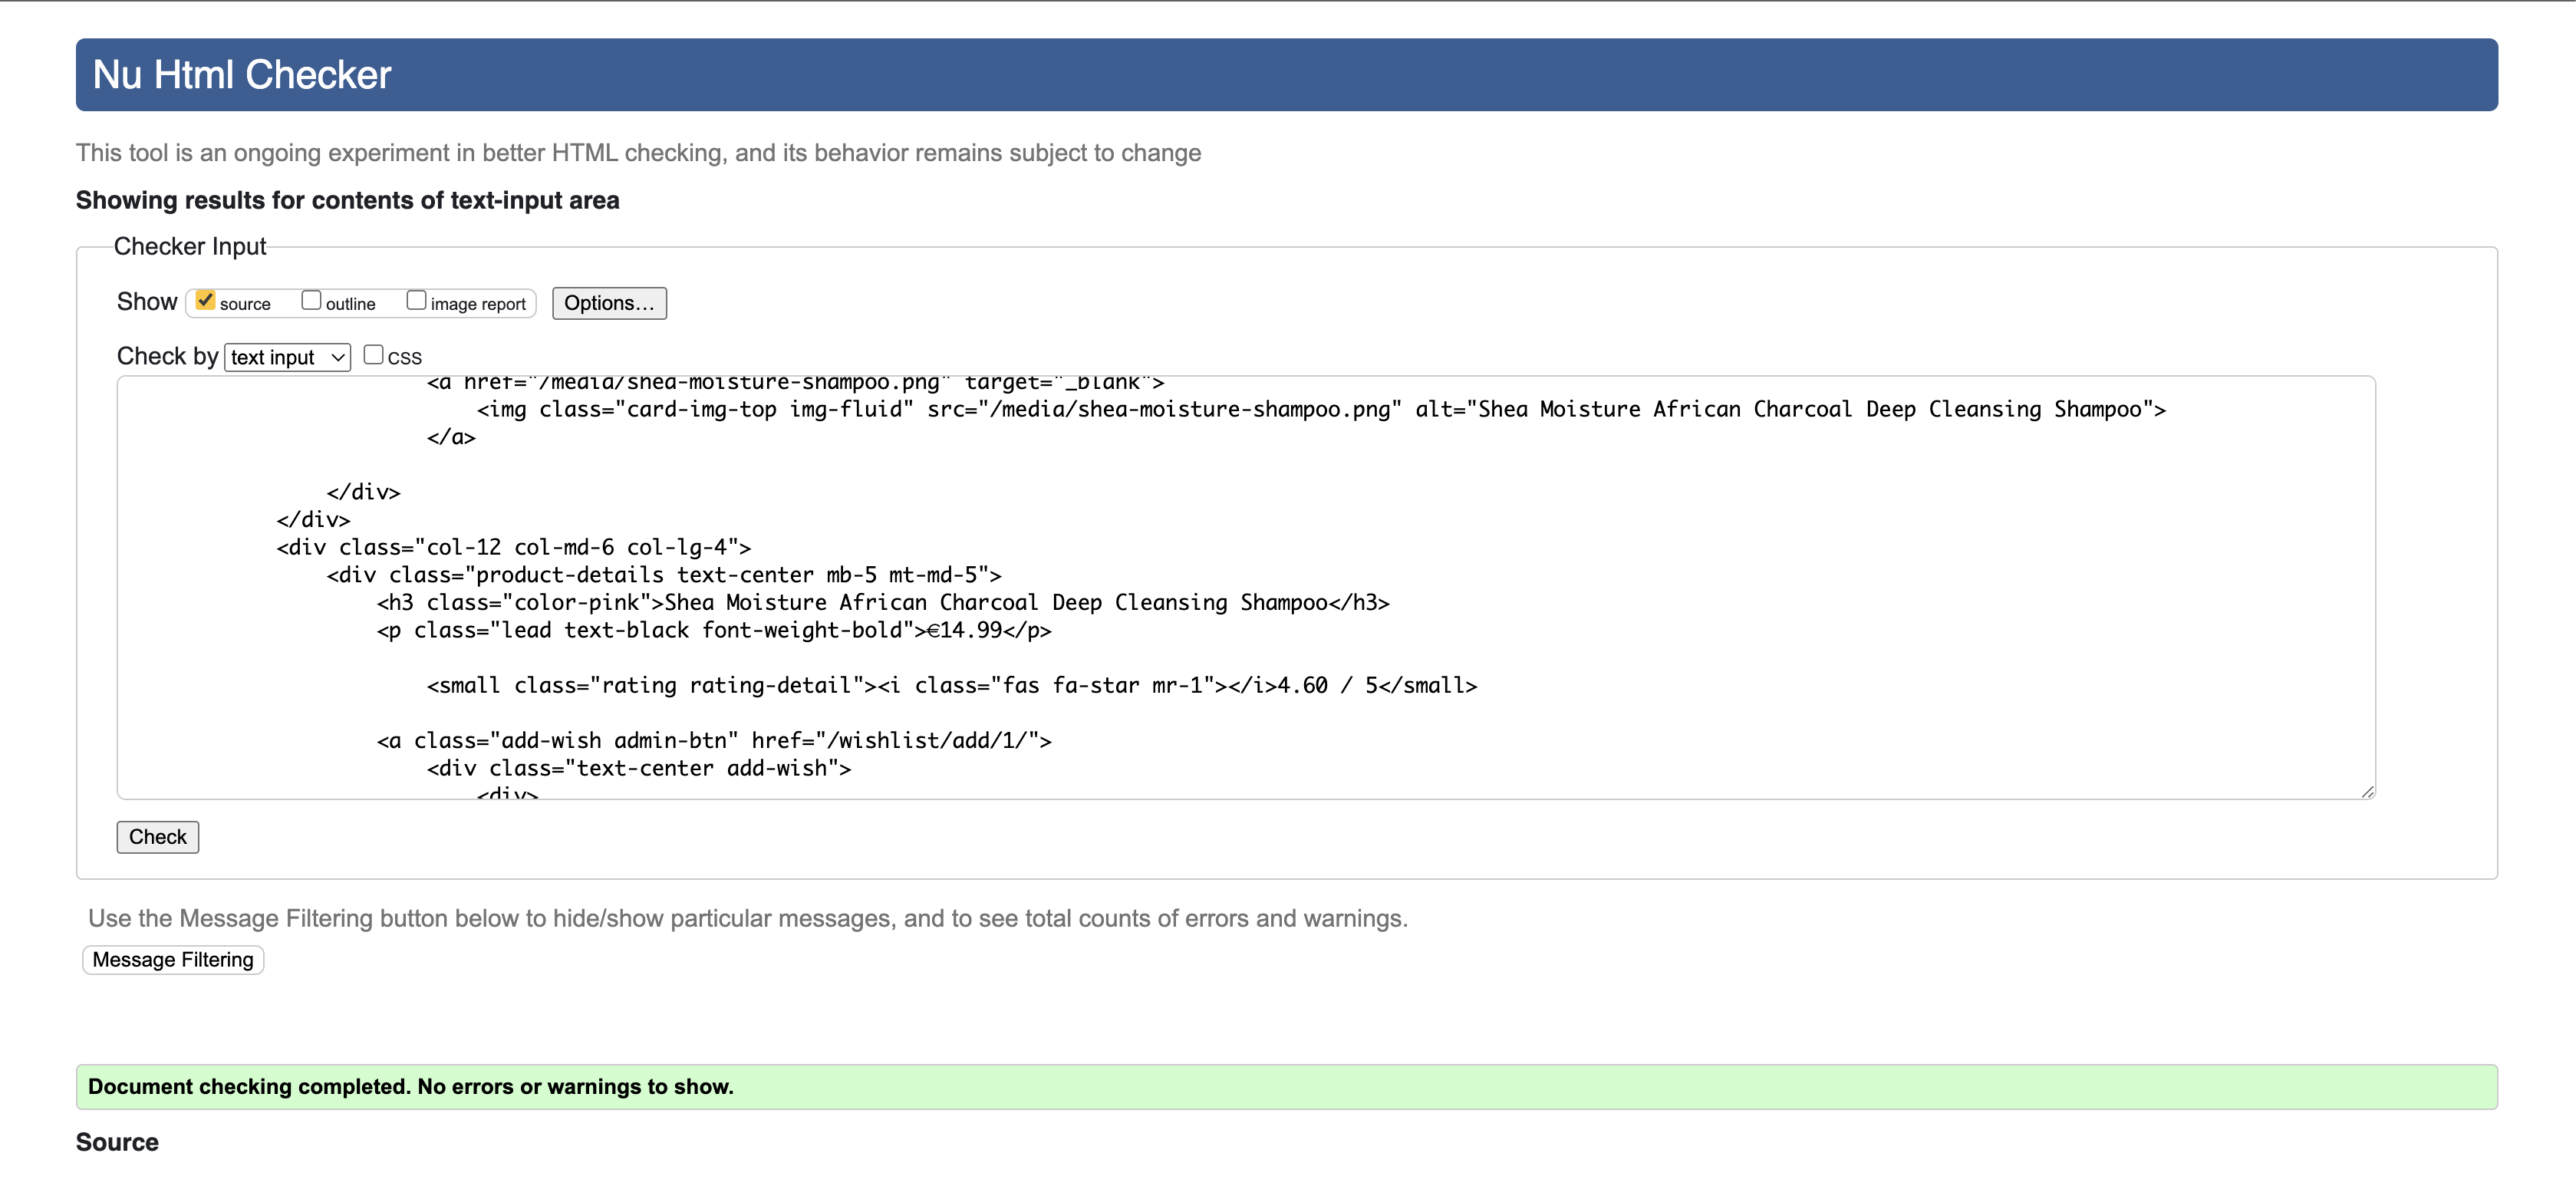 Nu Html Checker
This tool is an ongoing experiment in better HTML checking, and its behavior remains subject to change
Showing results for contents of text-input area
Checker Input
Show source outline image report Options...
Check by text input css
<a href="/media/shea-moisture-shampoo.png" target="_blank">
<img class="card-img-top img-fluid" src="/media/shea-moisture-shampoo.png" alt="Shea Moisture African Charcoal Deep Cleansing Shampoo">
</a>
</div>
</div>
<div class="col-12 col-md-6 col-lg-4">
<div class="product-details text-center mb-5 mt-md-5">
<h3 class="color-pink">Shea Moisture African Charcoal Deep Cleansing Shampoo</h3>
<p class="lead text-black font-weight-bold">€14.99</p>
<small class="rating rating-detail"><i class="fas fa-star mr-1"></i>4.60 / 5</small>
<a class="add-wish admin-btn" href="/wishlist/add/1/">
<div class="text-center add-wish">
<div>
Check
Use the Message Filtering button below to hide/show particular messages, and to see total counts of errors and warnings.
Message Filtering
Document checking completed. No errors or warnings to show.
Source